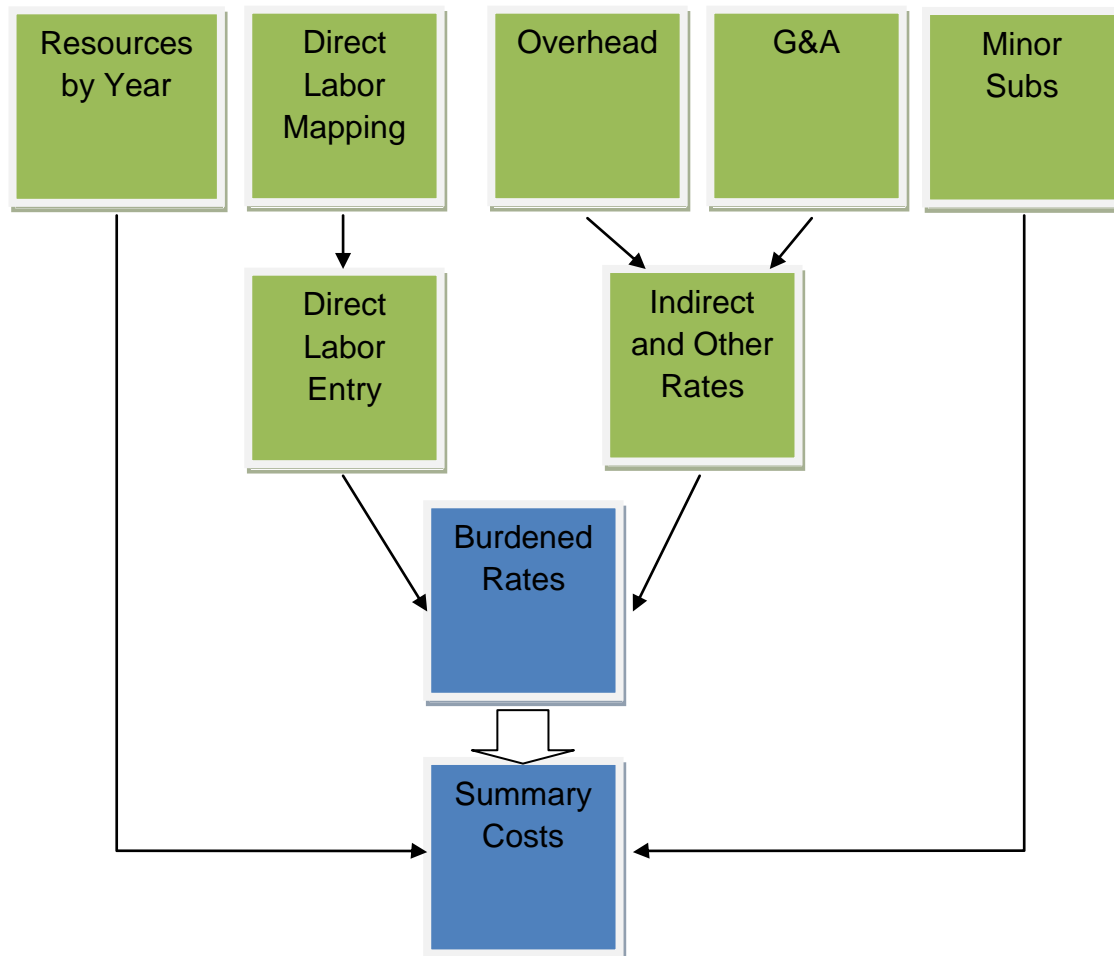 Resources
by Year
Direct
Labor
Mapping
Overhead
G&A
Minor
Subs
Direct
Labor
Entry
Indirect
and Other
Rates
Burdened
Rates
Summary
Costs